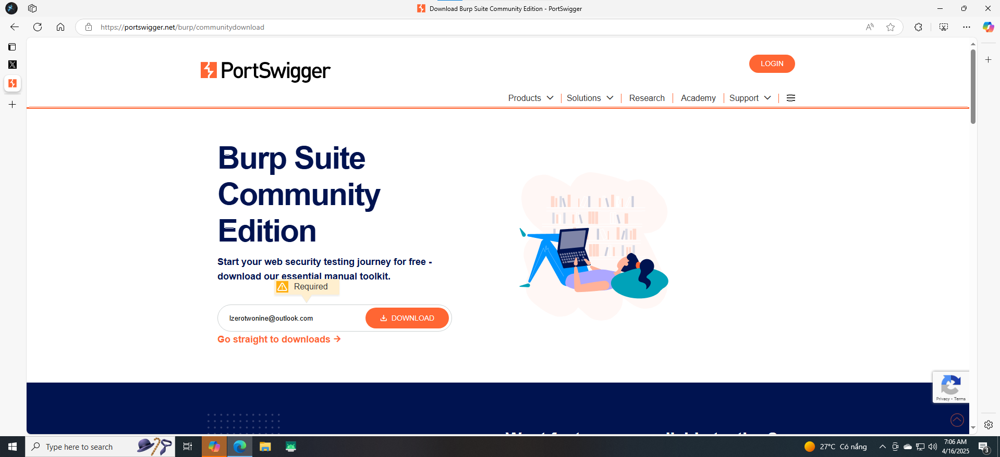 Download Burp Suite Community Edition - PortSwigger
https://portswigger.net/burp/communitydownload
PortSwigger
LOGIN
Products
Solutions
Research
Academy
Support
Burp Suite
Community
Edition
Start your web security testing journey for free -
download our essential manual toolkit.
Required
lzerotwonine@outlook.com
DOWNLOAD
Go straight to downloads →
Privacy - Terms
Type here to search
27°C Có nắng
7:06 AM
4/16/2025
3